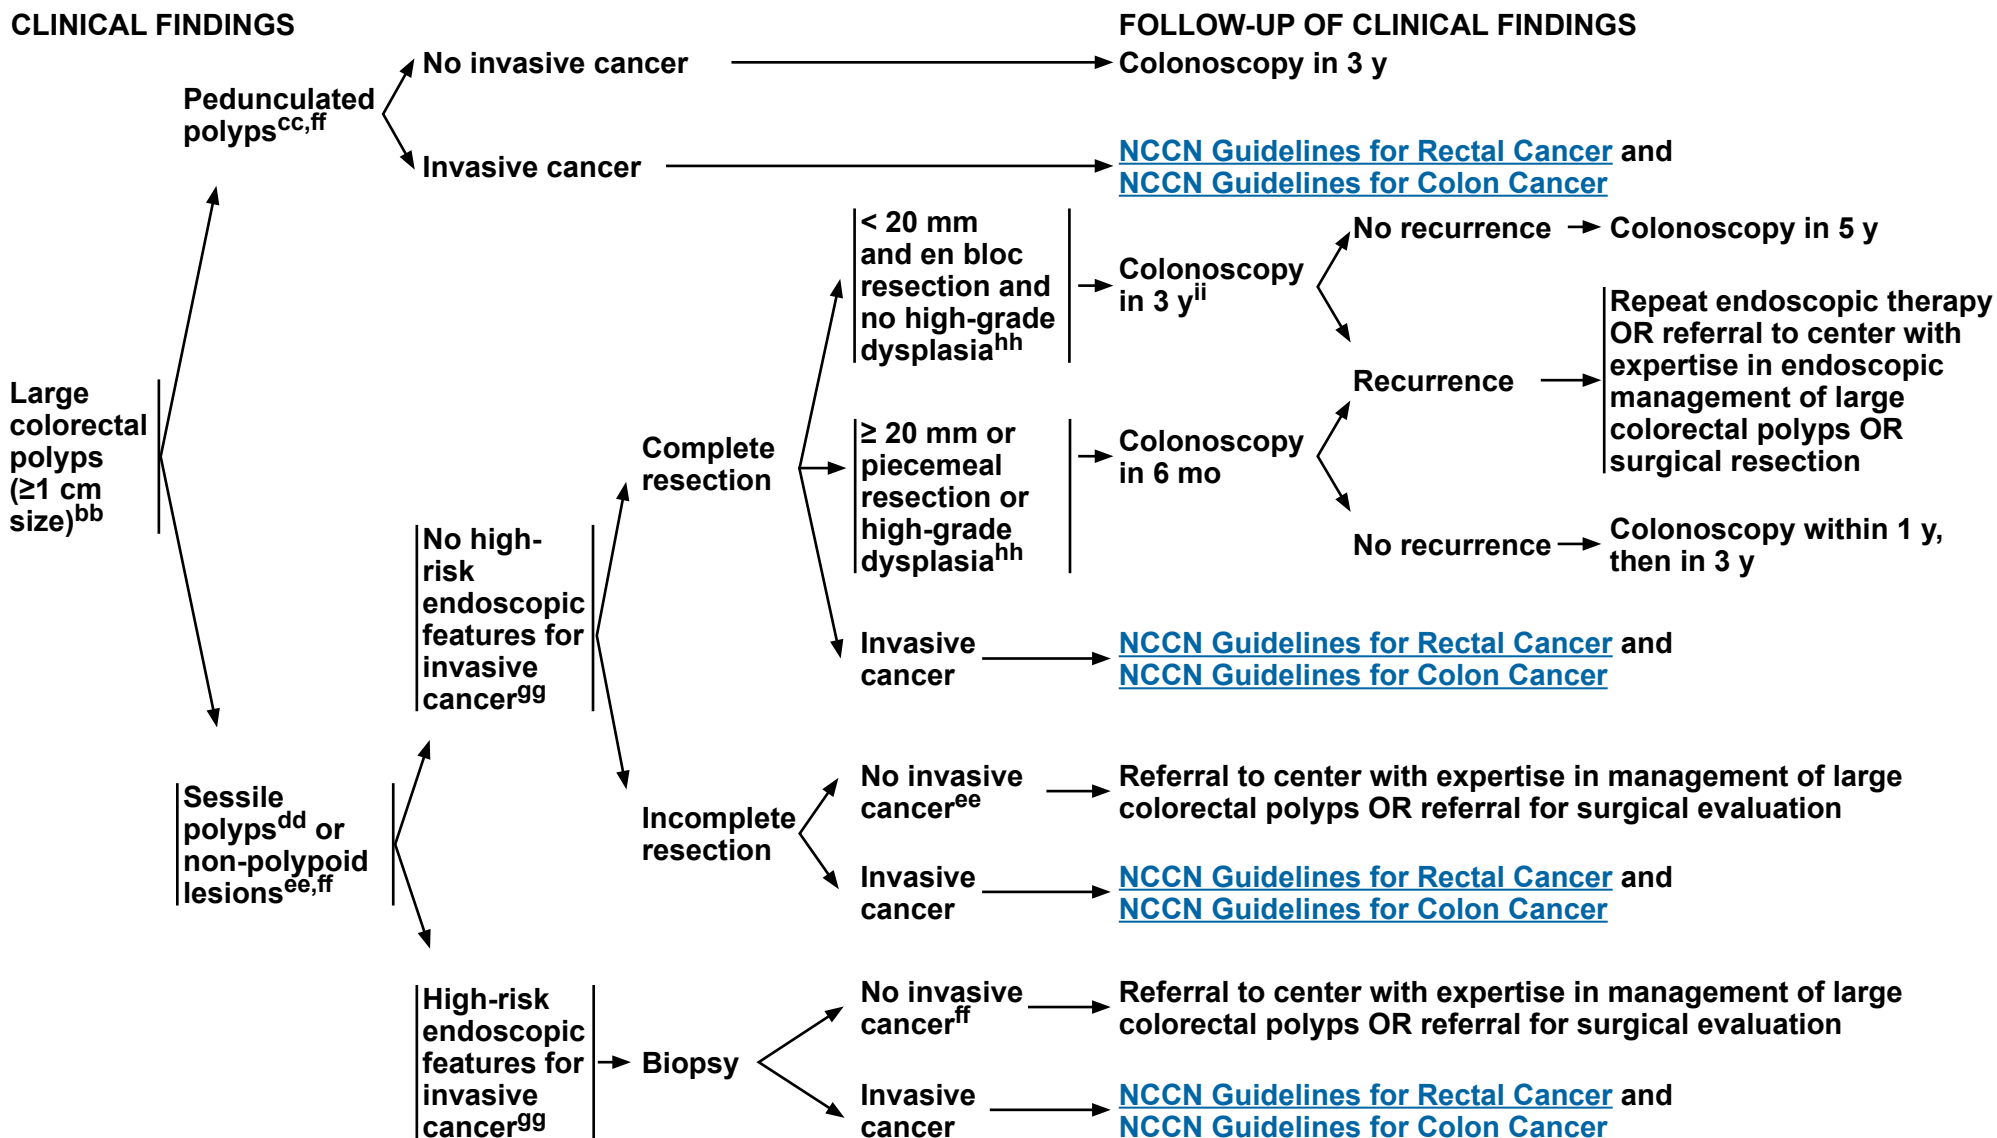 CLINICAL FINDINGS
FOLLOW-UP OF CLINICAL FINDINGS
Large
colorectal
polyps
(≥1 cm
size)bb
Pedunculated
polypscc,ff
No invasive cancer
Colonoscopy in 3 y
Invasive cancer
NCCN Guidelines for Rectal Cancer and
NCCN Guidelines for Colon Cancer
Sessile
polypsdd or
non-polypoid
lesionsee,ff
No high-
risk
endoscopic
features for
invasive
cancergg
Complete
resection
< 20 mm
and en bloc
resection and
no high-grade
dysplasiahh
Colonoscopy
in 3 yii
No recurrence
Colonoscopy in 5 y
Recurrence
Repeat endoscopic therapy
OR referral to center with
expertise in endoscopic
management of large
colorectal polyps OR
surgical resection
≥ 20 mm or
piecemeal
resection or
high-grade
dysplasiahh
Colonoscopy
in 6 mo
No recurrence
Colonoscopy within 1 y,
then in 3 y
Invasive
cancer
NCCN Guidelines for Rectal Cancer and
NCCN Guidelines for Colon Cancer
Incomplete
resection
No invasive
canceree
Referral to center with expertise in management of large
colorectal polyps OR referral for surgical evaluation
Invasive
cancer
NCCN Guidelines for Rectal Cancer and
NCCN Guidelines for Colon Cancer
High-risk
endoscopic
features for
invasive
cancergg
Biopsy
No invasive
cancerff
Referral to center with expertise in management of large
colorectal polyps OR referral for surgical evaluation
Invasive
cancer
NCCN Guidelines for Rectal Cancer and
NCCN Guidelines for Colon Cancer